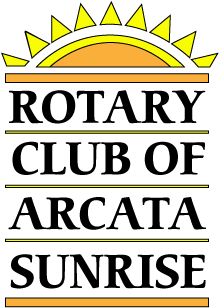 ROTARY
CLUB OF
ARCATA
SUNRISE